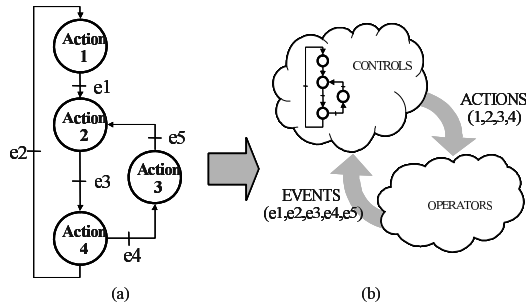 Action
1
e1
Action
2
e2
e3
e5
Action
3
Action
4
e4
(a)
CONTROLS
ACTIONS
(1,2,3,4)
EVENTS
(e1,e2,e3,e4,e5)
OPERATORS
(b)